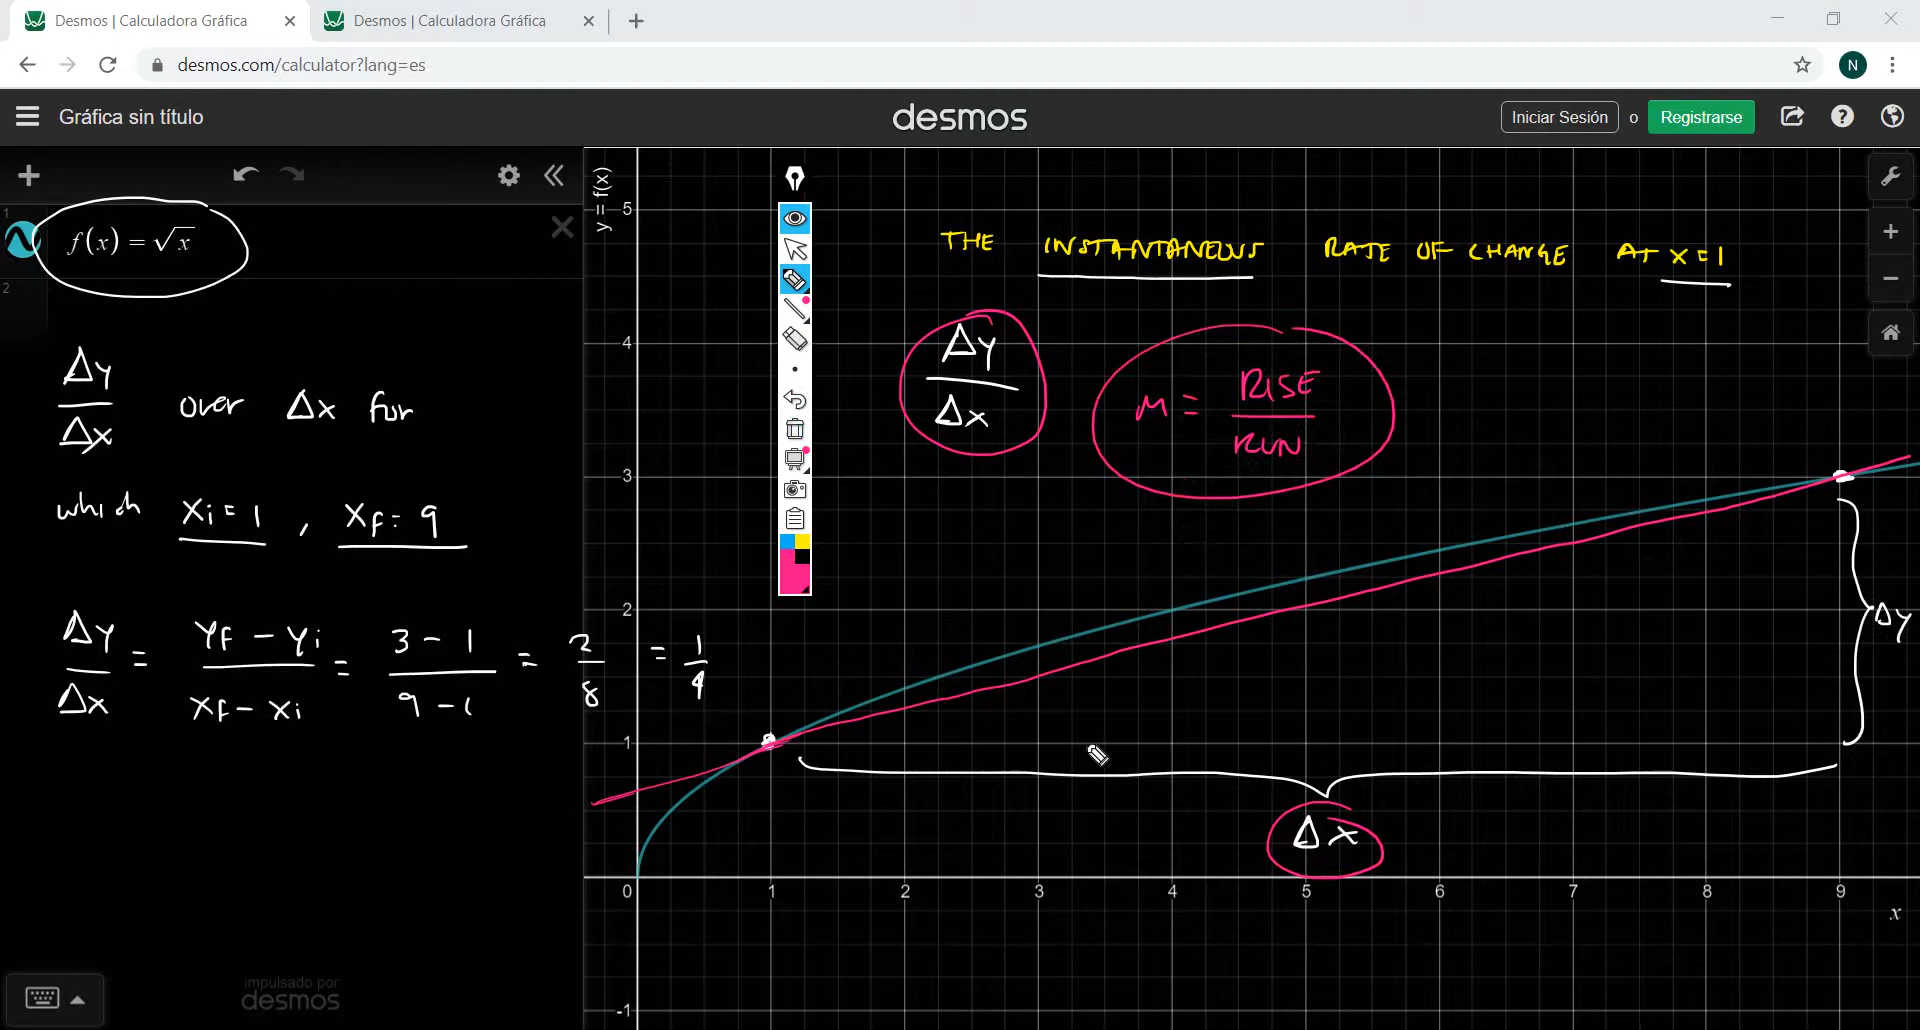 Desmos | Calculadora Gráfica
Desmos | Calculadora Gráfica
desmos.com/calculator?lang=es
N
Gráfica sin título
desmos
Iniciar Sesión o Registrarse
1
f(x) = √x
2
Δy
Δx
over Δx for
which xi = 1 , xf = 9
Δy/Δx = yf - yi / xf - xi = 3 - 1 / 9 - 1 = 2/8 = 1/4
impulsado por
desmos
y = f(x)
THE INSTANTANEOUS RATE OF CHANGE AT x = 1
Δy
Δx
M = RISE
RUN
Δy
Δx
5
4
3
2
1
0 1 2 3 4 5 6 7 8 9
x
-1